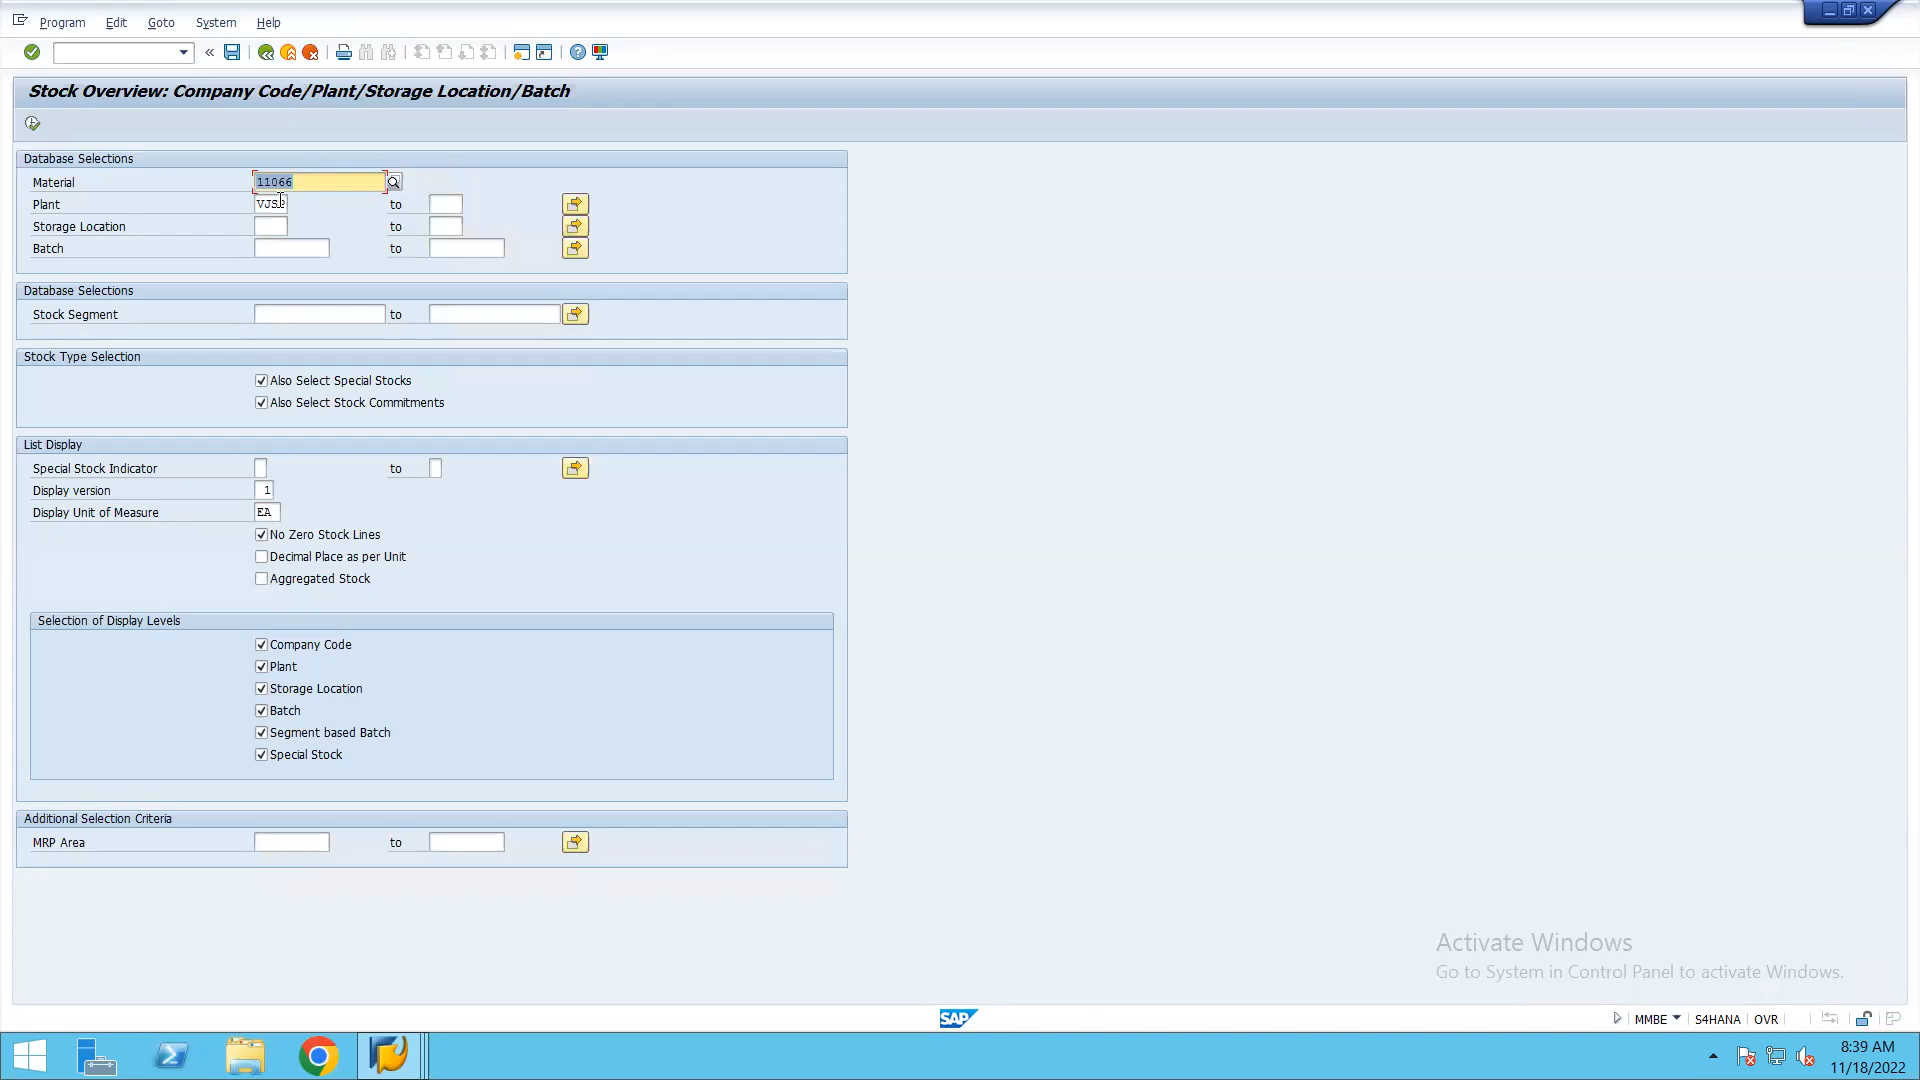 Program Edit Goto System Help
Stock Overview: Company Code/Plant/Storage Location/Batch
Database Selections
Material 11066
Plant to
Storage Location to
Batch to
Database Selections
Stock Segment to
Stock Type Selection
Also Select Special Stocks
Also Select Stock Commitments
List Display
Special Stock Indicator to
Display version 1
Display Unit of Measure EA
No Zero Stock Lines
Decimal Place as per Unit
Aggregated Stock
Selection of Display Levels
Company Code
Plant
Storage Location
Batch
Segment based Batch
Special Stock
Additional Selection Criteria
MRP Area to
Activate Windows
Go to System in Control Panel to activate Windows.
SAP
MMBE S4HANA OVR
8:39 AM
11/18/2022